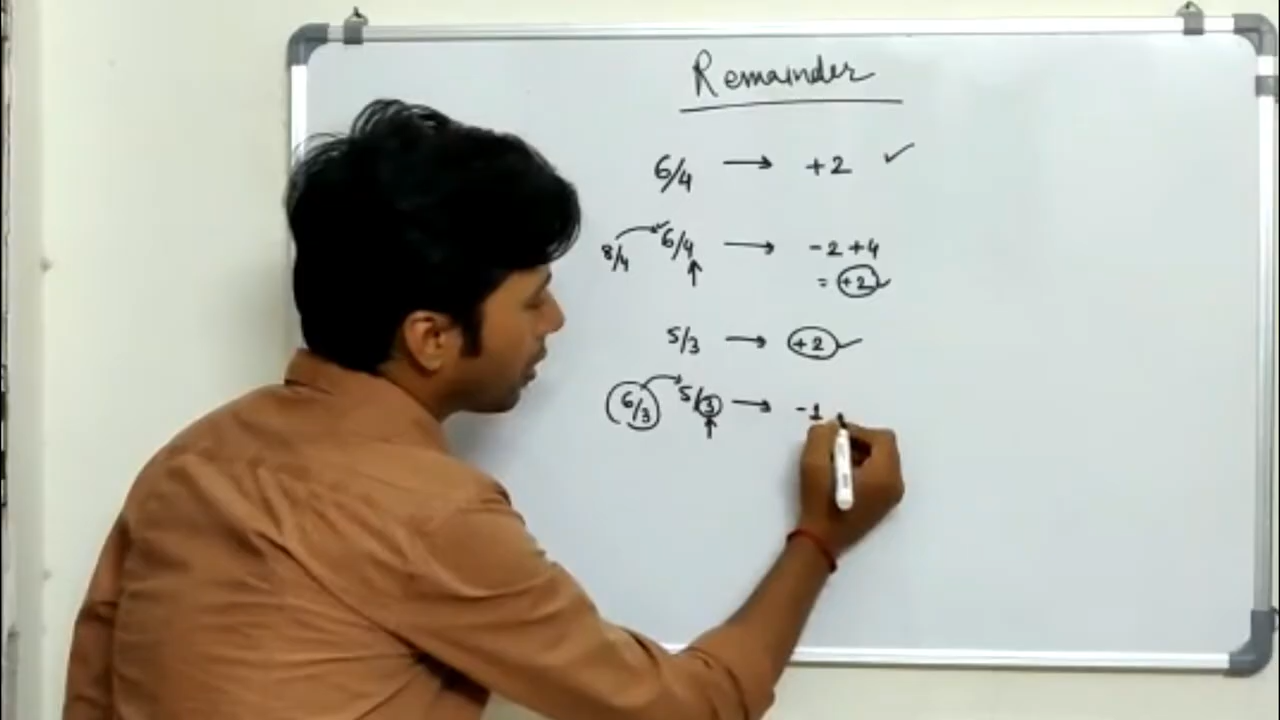 Remainder
6/4 → +2 ✓
8/4 6/4 → -2 +4
= +2
5/3 → +2
6/3 5/3 → -1